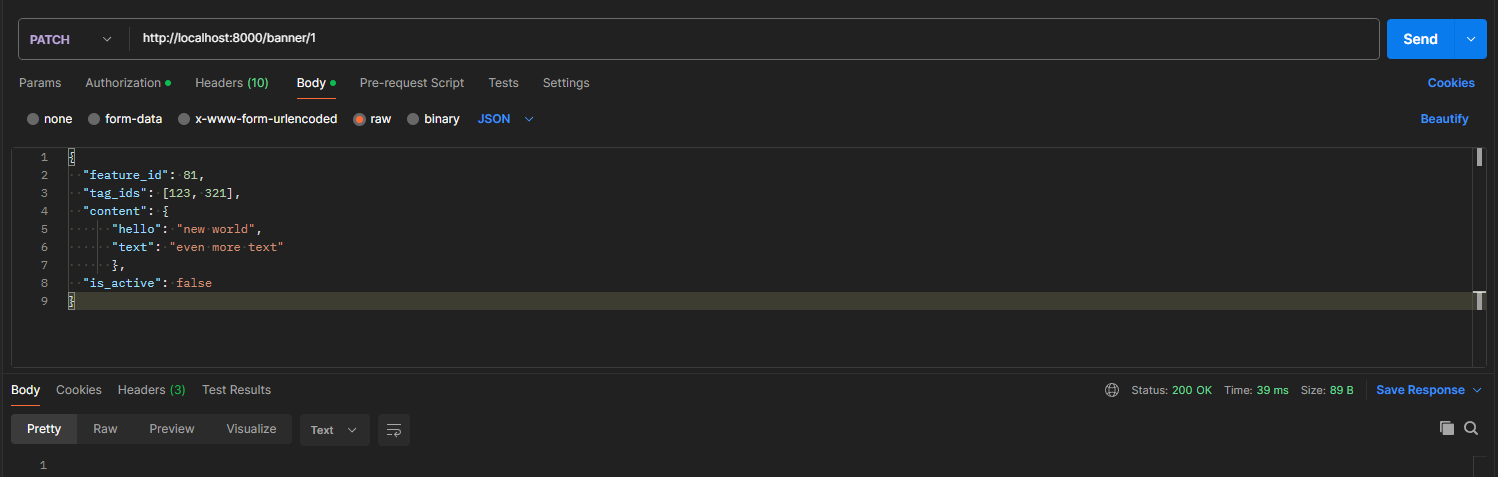 PATCH http://localhost:8000/banner/1 Send
Params Authorization Headers (10) Body Pre-request Script Tests Settings Cookies
none form-data x-www-form-urlencoded raw binary JSON Beautify
1 {
2 "feature_id": 81,
3 "tag_ids": [123, 321],
4 "content": {
5 "hello": "new world",
6 "text": "even more text"
7 },
8 "is_active": false
9 }
Body Cookies Headers (3) Test Results Status: 200 OK Time: 39 ms Size: 89 B Save Response
Pretty Raw Preview Visualize Text
1